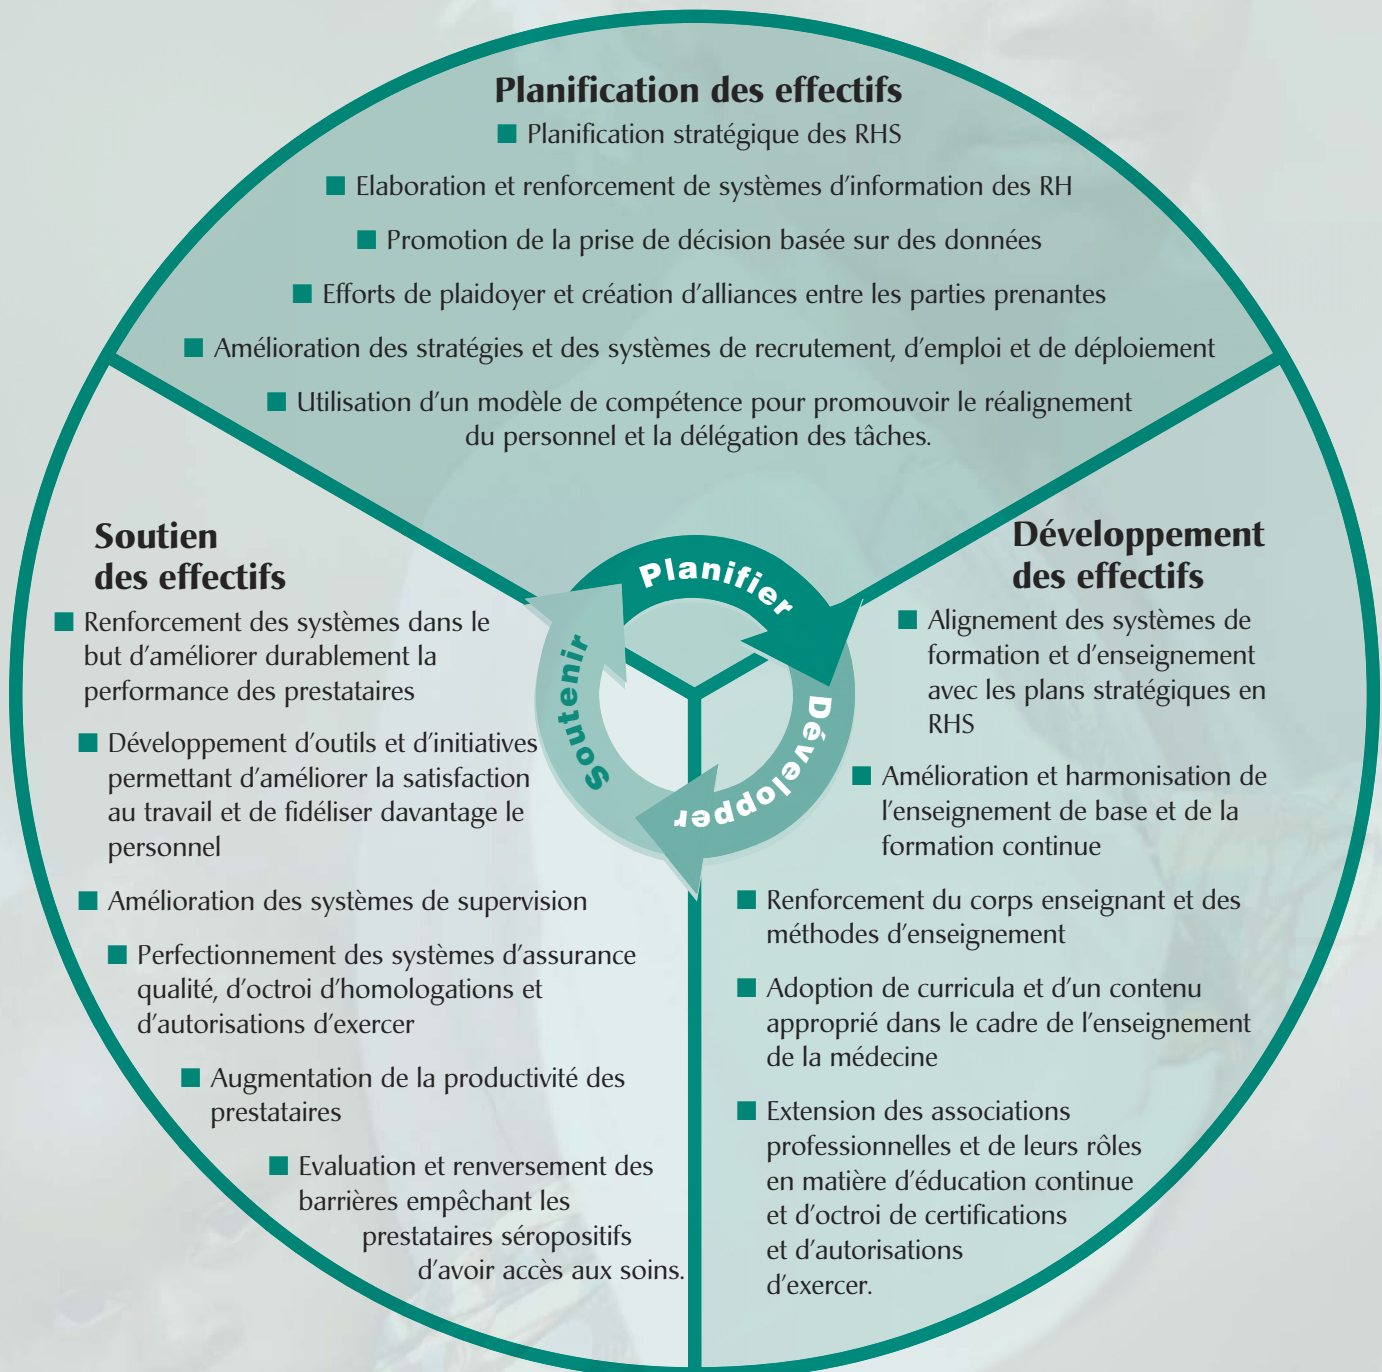 Planification des effectifs
■ Planification stratégique des RHS
■ Elaboration et renforcement de systèmes d'information des RH
■ Promotion de la prise de décision basée sur des données
■ Efforts de plaidoyer et création d'alliances entre les parties prenantes
■ Amélioration des stratégies et des systèmes de recrutement, d'emploi et de déploiement
■ Utilisation d'un modèle de compétence pour promouvoir le réalignement
du personnel et la délégation des tâches.
Soutien
des effectifs
■ Renforcement des systèmes dans le
but d'améliorer durablement la
performance des prestataires
■ Développement d'outils et d'initiatives
permettant d'améliorer la satisfaction
au travail et de fidéliser davantage le
personnel
■ Amélioration des systèmes de supervision
■ Perfectionnement des systèmes d'assurance
qualité, d'octroi d'homologations et
d'autorisations d'exercer
■ Augmentation de la productivité des
prestataires
■ Evaluation et renversement des
barrières empêchant les
prestataires séropositifs
d'avoir accès aux soins.
Planifier
Développer
Soutenir
Développement
des effectifs
■ Alignement des systèmes de
formation et d'enseignement
avec les plans stratégiques en
RHS
■ Amélioration et harmonisation de
l'enseignement de base et de la
formation continue
■ Renforcement du corps enseignant et des
méthodes d'enseignement
■ Adoption de curricula et d'un contenu
approprié dans le cadre de l'enseignement
de la médecine
■ Extension des associations
professionnelles et de leurs rôles
en matière d'éducation continue
et d'octroi de certifications
et d'autorisations
d'exercer.